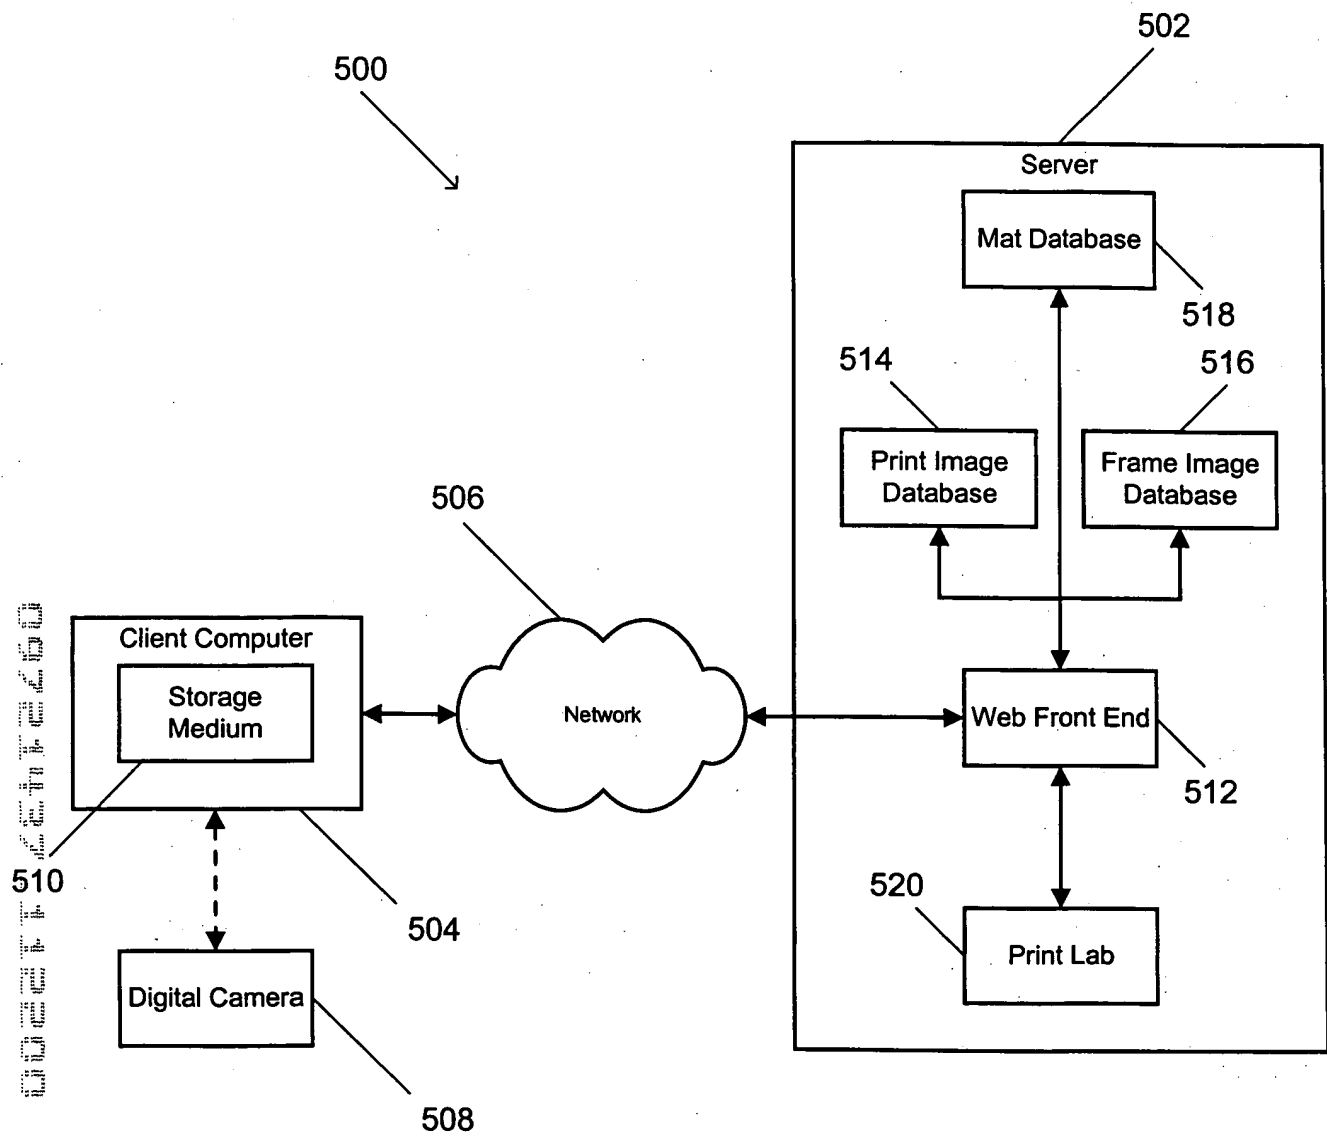 502
500
Server
Mat Database
518
514
516
Print Image
Database
Frame Image
Database
506
Client Computer
Storage
Medium
Network
Web Front End
512
510
504
520
Print Lab
Digital Camera
508